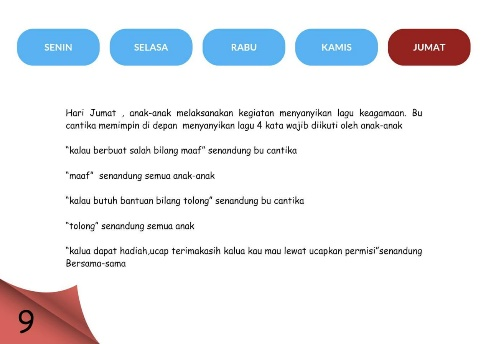 SENIN
SELASA
RABU
KAMIS
JUMAT
Hari Jumat , anak-anak melaksanakan kegiatan menyanyikan lagu keagamaan. Bu
cantika memimpin di depan menyanyikan lagu 4 kata wajib diikuti oleh anak-anak
"kalau berbuat salah bilang maaf" senandung bu cantika
"maaf" senandung semua anak-anak
"kalau butuh bantuan bilang tolong" senandung bu cantika
"tolong" senandung semua anak
"kalua dapat hadiah,ucap terimakasih kalua kau mau lewat ucapkan permisi"senandung
Bersama-sama
9